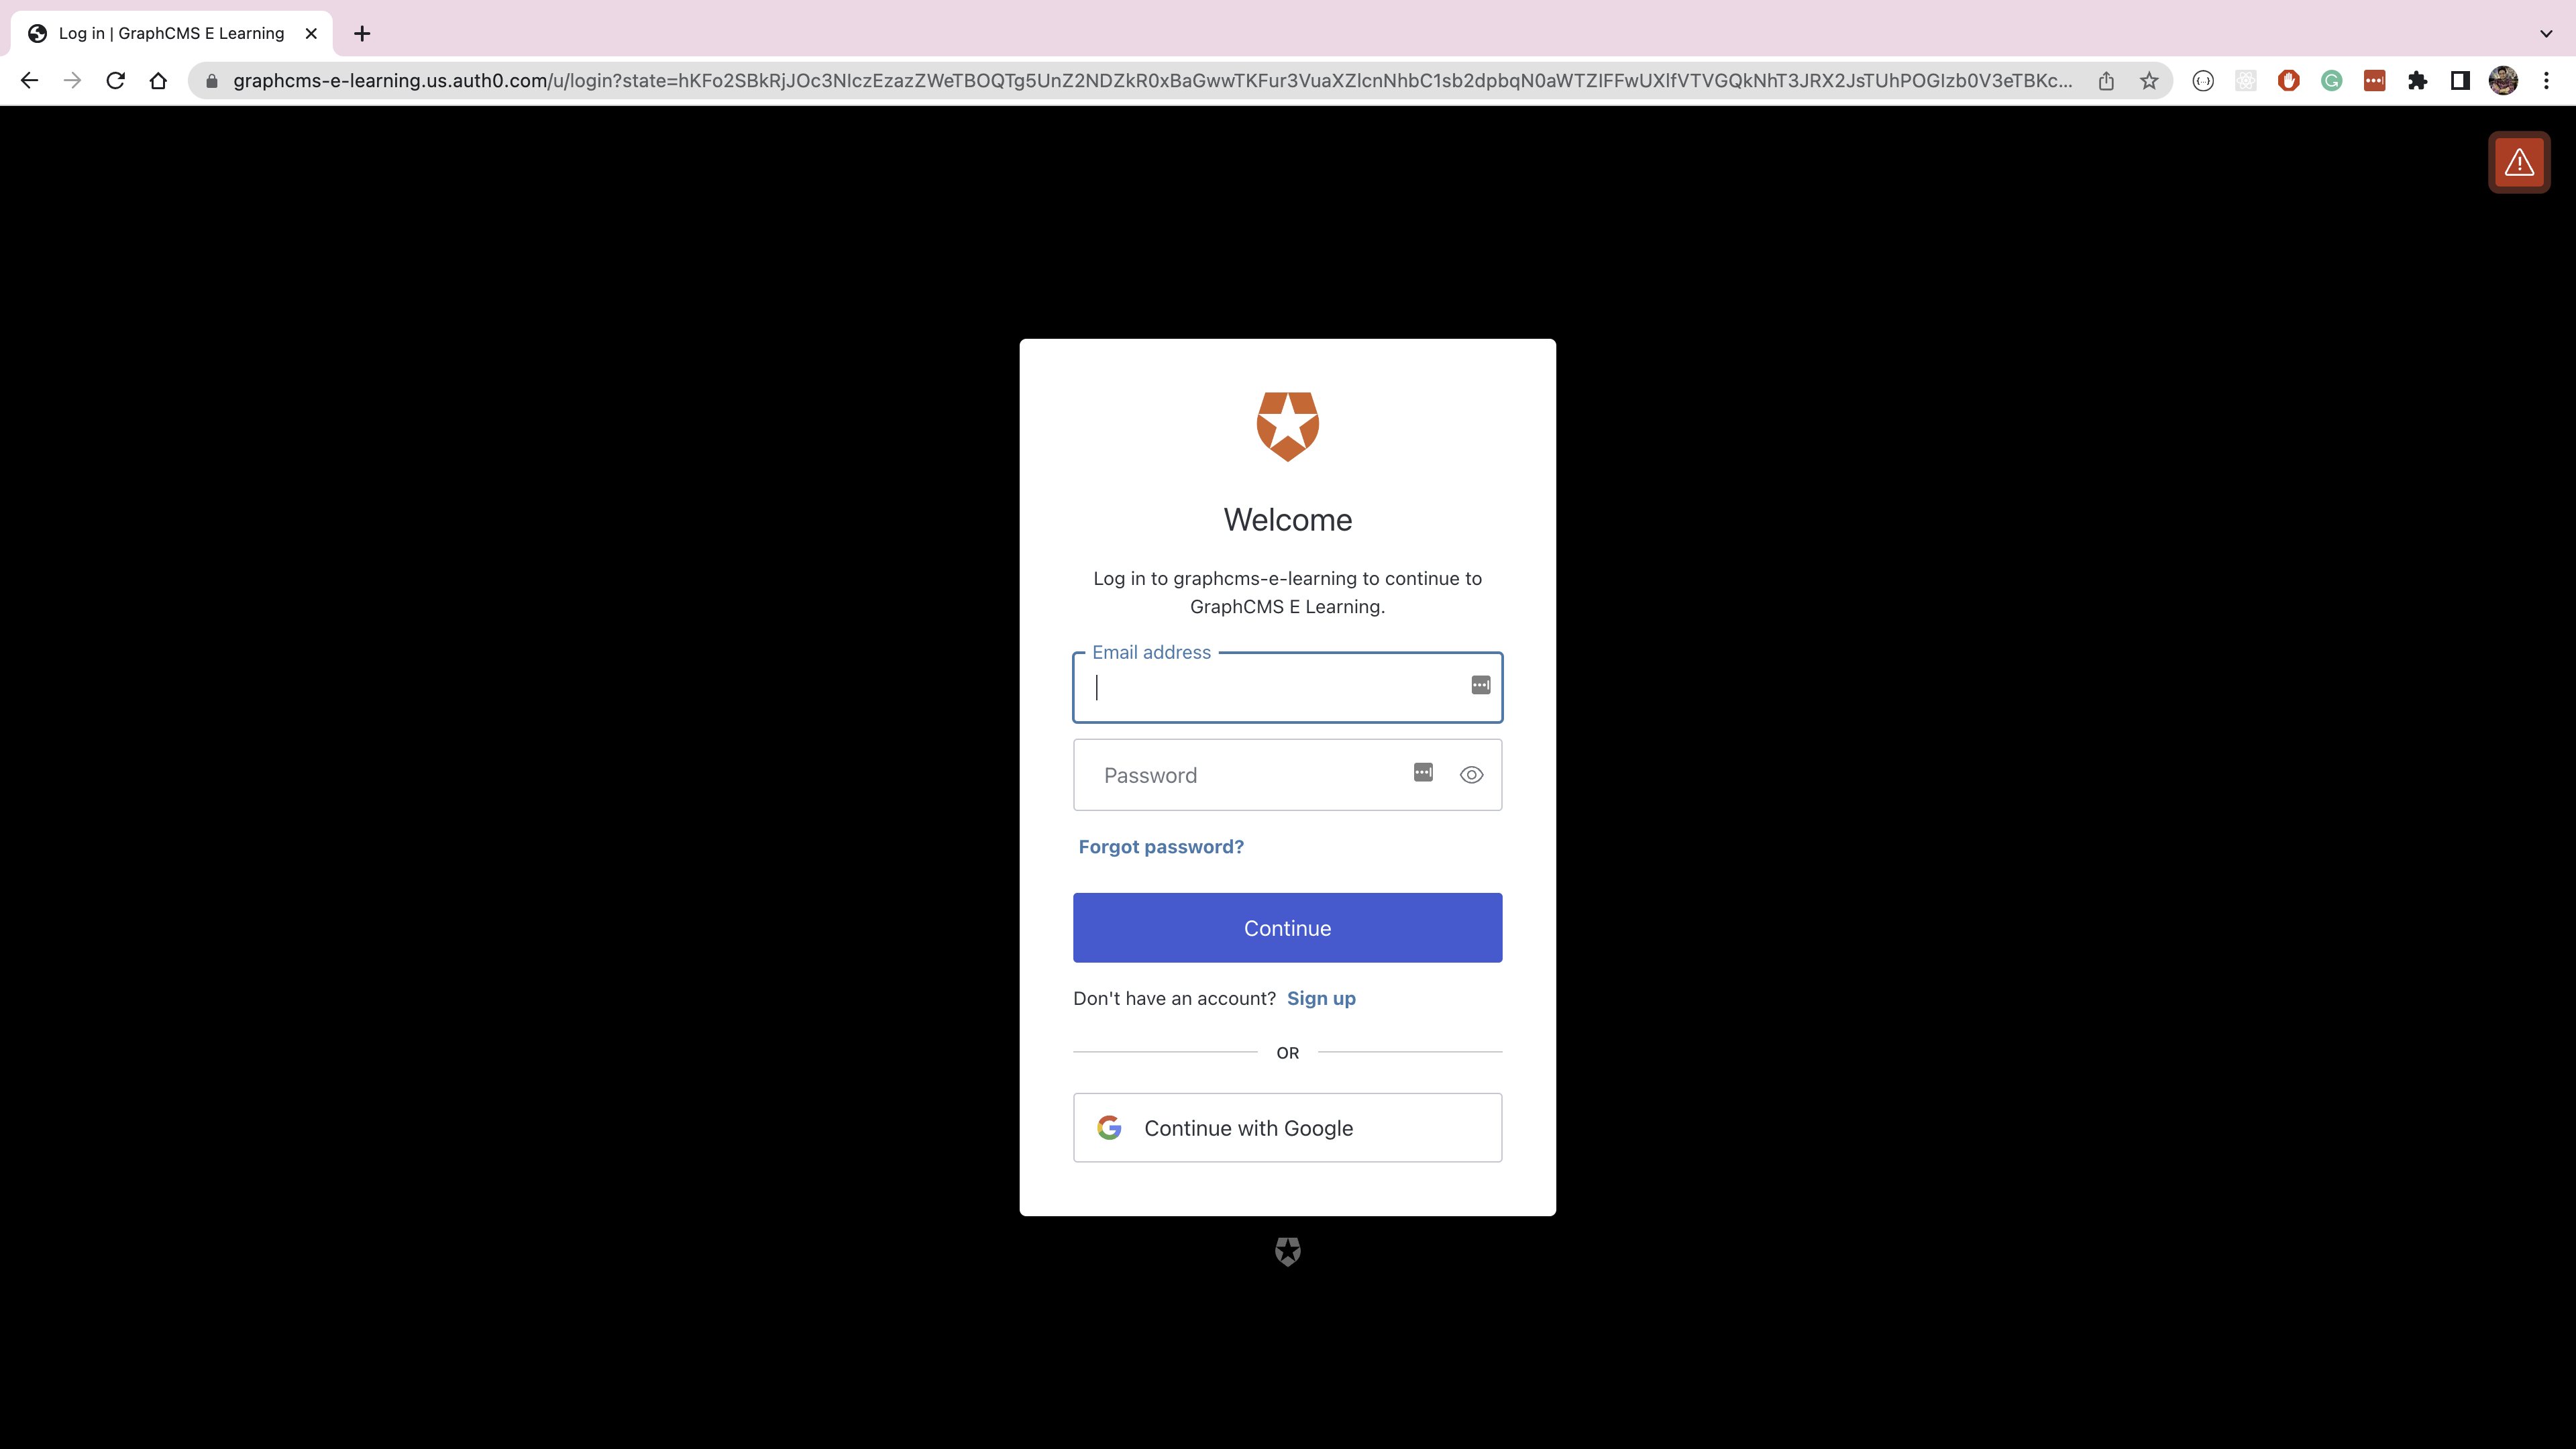 Log in | GraphCMS E Learning
graphcms-e-learning.us.auth0.com/u/login?state=hKFo2SBkRjJOc3NIczEzazZWeTBOQTg5UnZ2NDZkR0xBaGwwTKFur3VuaXZlcnNhbC1sb2dpbqN0aWTZIFFwUXlfVTVGQkNhT3JRX2JsTUhPOGIzb0V3eTBKc...
Welcome
Log in to graphcms-e-learning to continue to
GraphCMS E Learning.
Email address
Password
Forgot password?
Continue
Don't have an account? Sign up
OR
Continue with Google